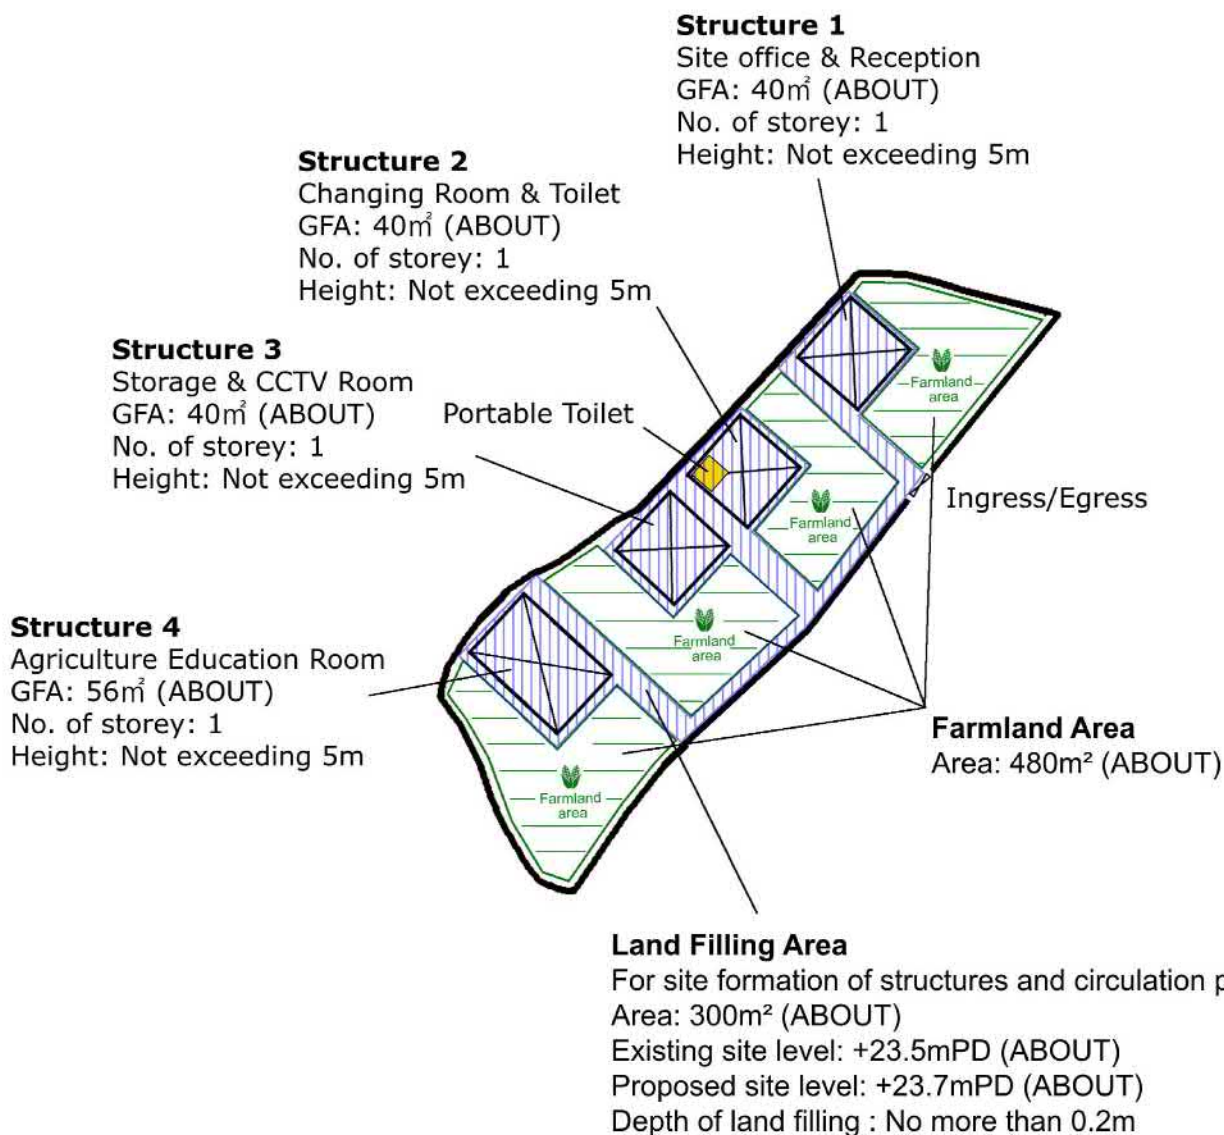 Structure 1
Site office & Reception
GFA: 40㎡ (ABOUT)
No. of storey: 1
Height: Not exceeding 5m
Structure 2
Changing Room & Toilet
GFA: 40㎡ (ABOUT)
No. of storey: 1
Height: Not exceeding 5m
Structure 3
Storage & CCTV Room
GFA: 40㎡ (ABOUT)
No. of storey: 1
Height: Not exceeding 5m
Portable Toilet
Farmland
area
Ingress/Egress
Farmland
area
Farmland
area
Structure 4
Agriculture Education Room
GFA: 56㎡ (ABOUT)
No. of storey: 1
Height: Not exceeding 5m
Farmland
area
Farmland Area
Area: 480m² (ABOUT)
Land Filling Area
For site formation of structures and circulation
Area: 300m² (ABOUT)
Existing site level: +23.5mPD (ABOUT)
Proposed site level: +23.7mPD (ABOUT)
Depth of land filling : No more than 0.2m